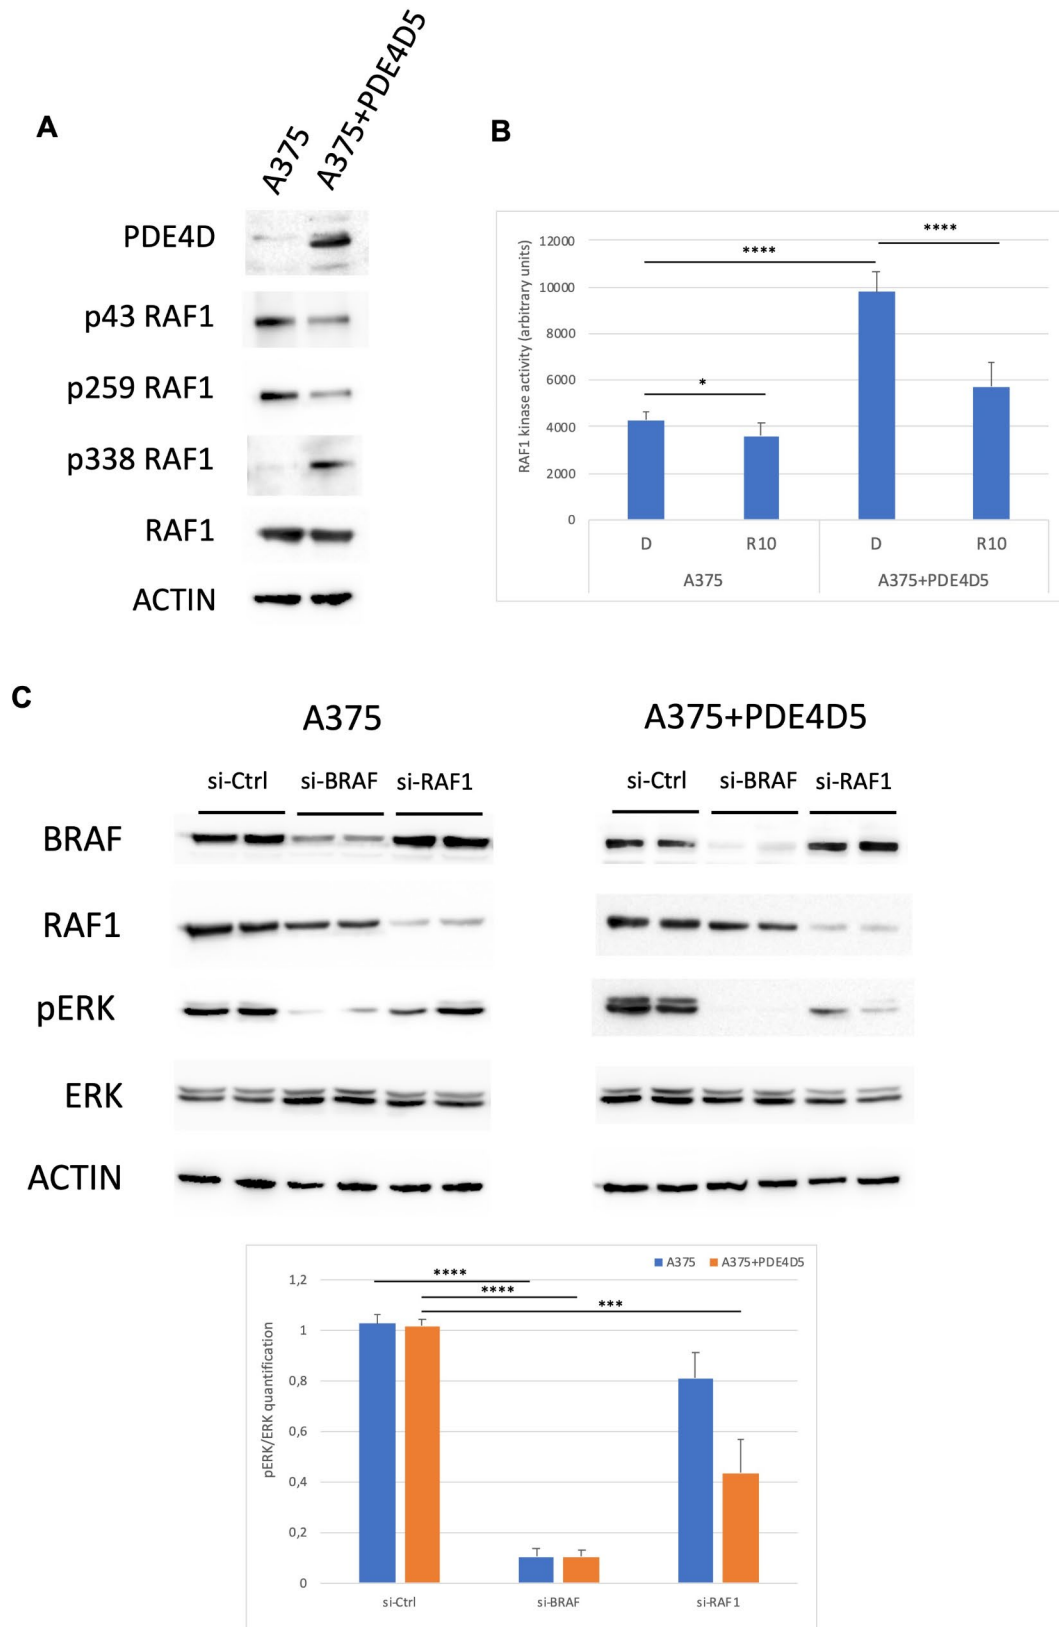 A
A375
A375+PDE4D5
PDE4D
p43 RAF1
p259 RAF1
p338 RAF1
RAF1
ACTIN
B
RAF1 kinase activity (arbitrary units)
12000
10000
8000
6000
4000
2000
0
****
****
*
D
R10
D
R10
A375
A375+PDE4D5
C
A375
A375+PDE4D5
si-Ctrl si-BRAF si-RAF1
si-Ctrl si-BRAF si-RAF1
BRAF
RAF1
pERK
ERK
ACTIN
A375 A375+PDE4D5
pERK/ERK quantification
1,2
1
0,8
0,6
0,4
0,2
0
****
****
***
si-Ctrl
si-BRAF
si-RAF1